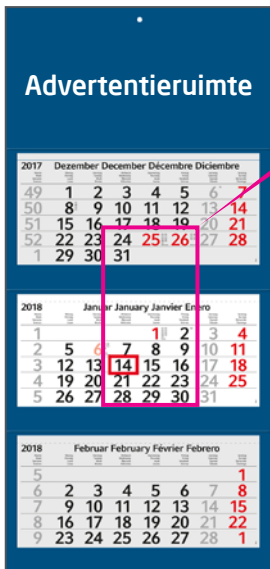 Advertentieruimte
2017 Dezember December Décembre Diciembre
49 1 2 3 4 5 6 7
50 8 9 10 11 12 13 14
51 15 16 17 18 19 20 21
52 22 23 24 25 26 27 28
1 29 30 31
2018 Januar January Janvier Enero
1 1 2 3 4
2 5 6 7 8 9 10 11
3 12 13 14 15 16 17 18
4 19 20 21 22 23 24 25
5 26 27 28 29 30 31
2018 Februar February Février Febrero
5 1
6 2 3 4 5 6 7 8
7 9 10 11 12 13 14 15
8 16 17 18 19 20 21 22
9 23 24 25 26 27 28 1